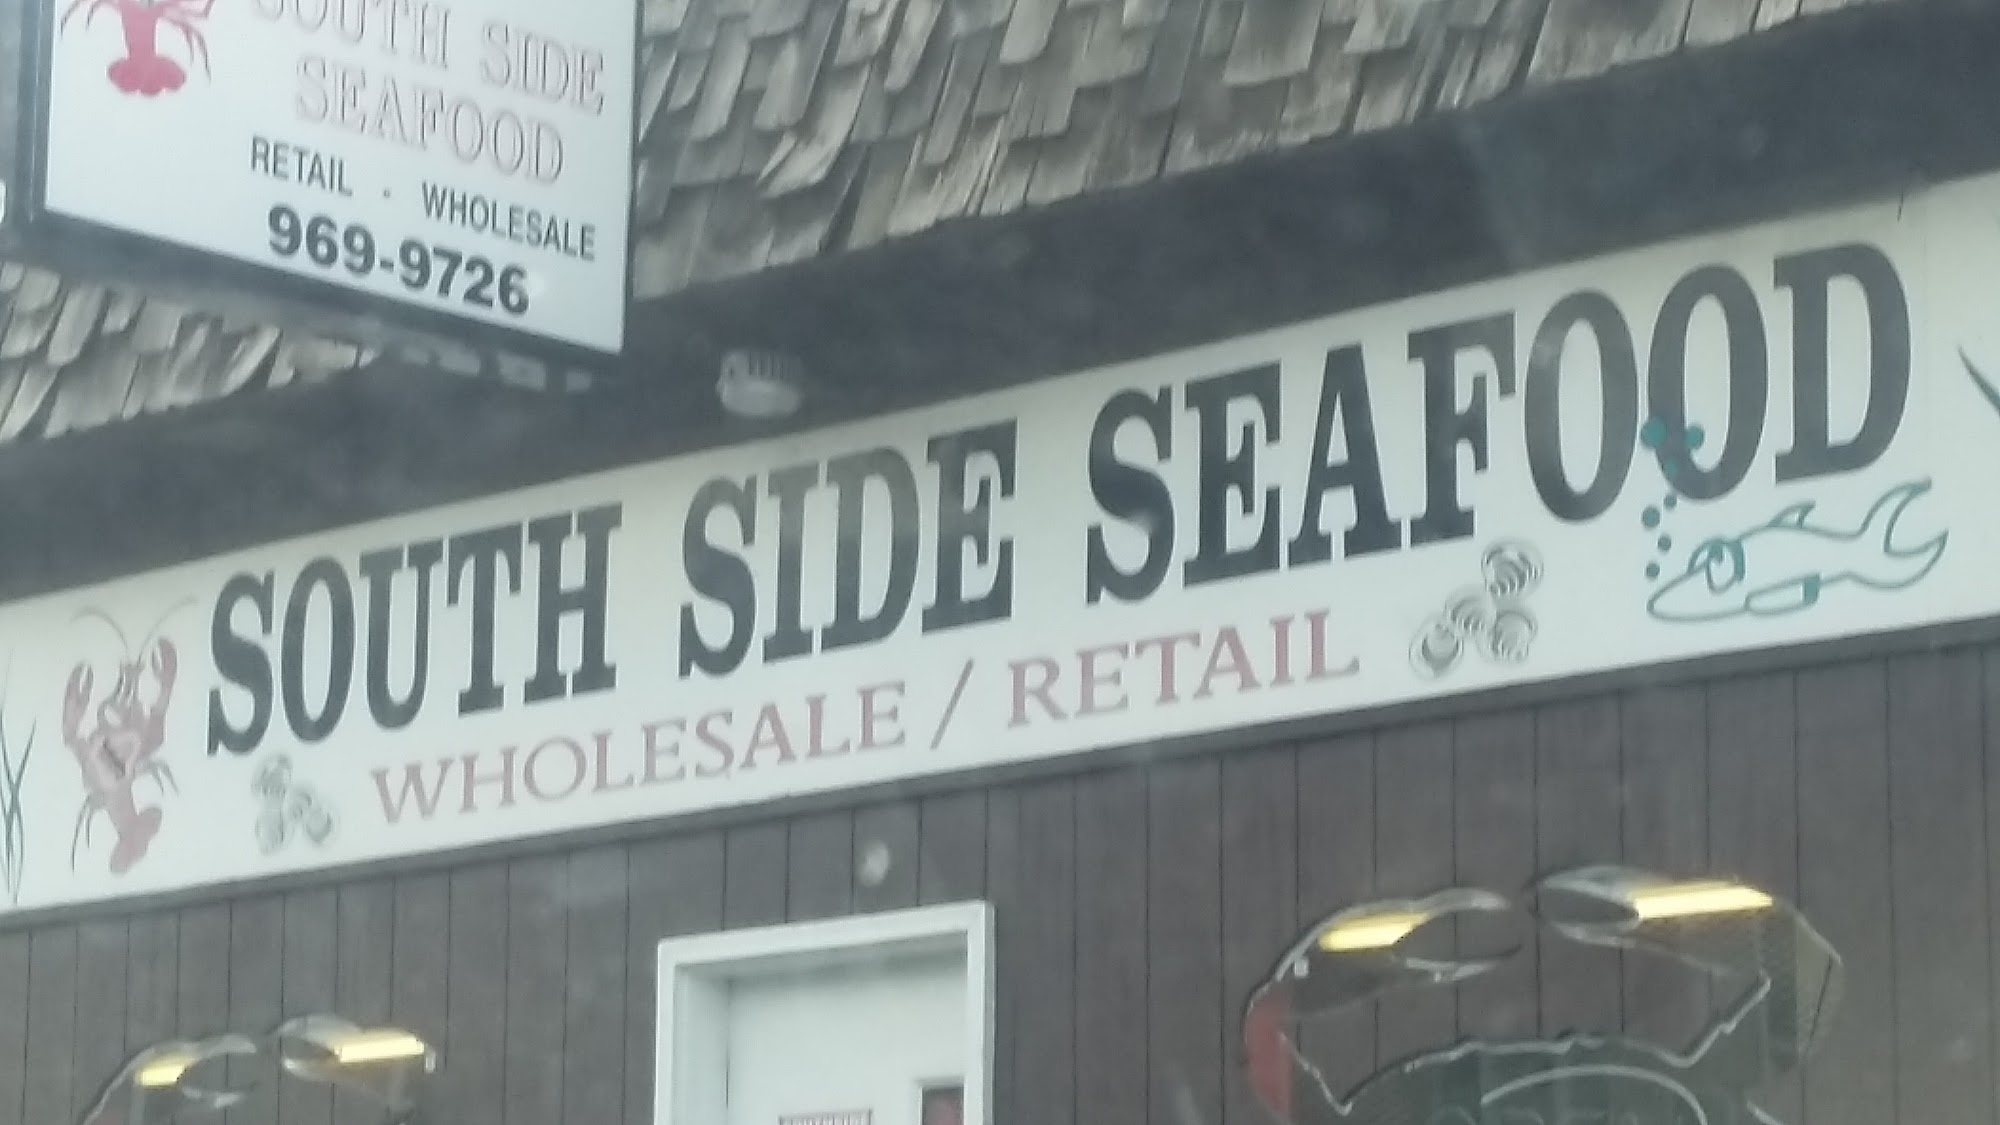 SOUTH SIDE
SEAFOOD
RETAIL - WHOLESALE
969-9726
SOUTH SIDE SEAFOOD
WHOLESALE / RETAIL